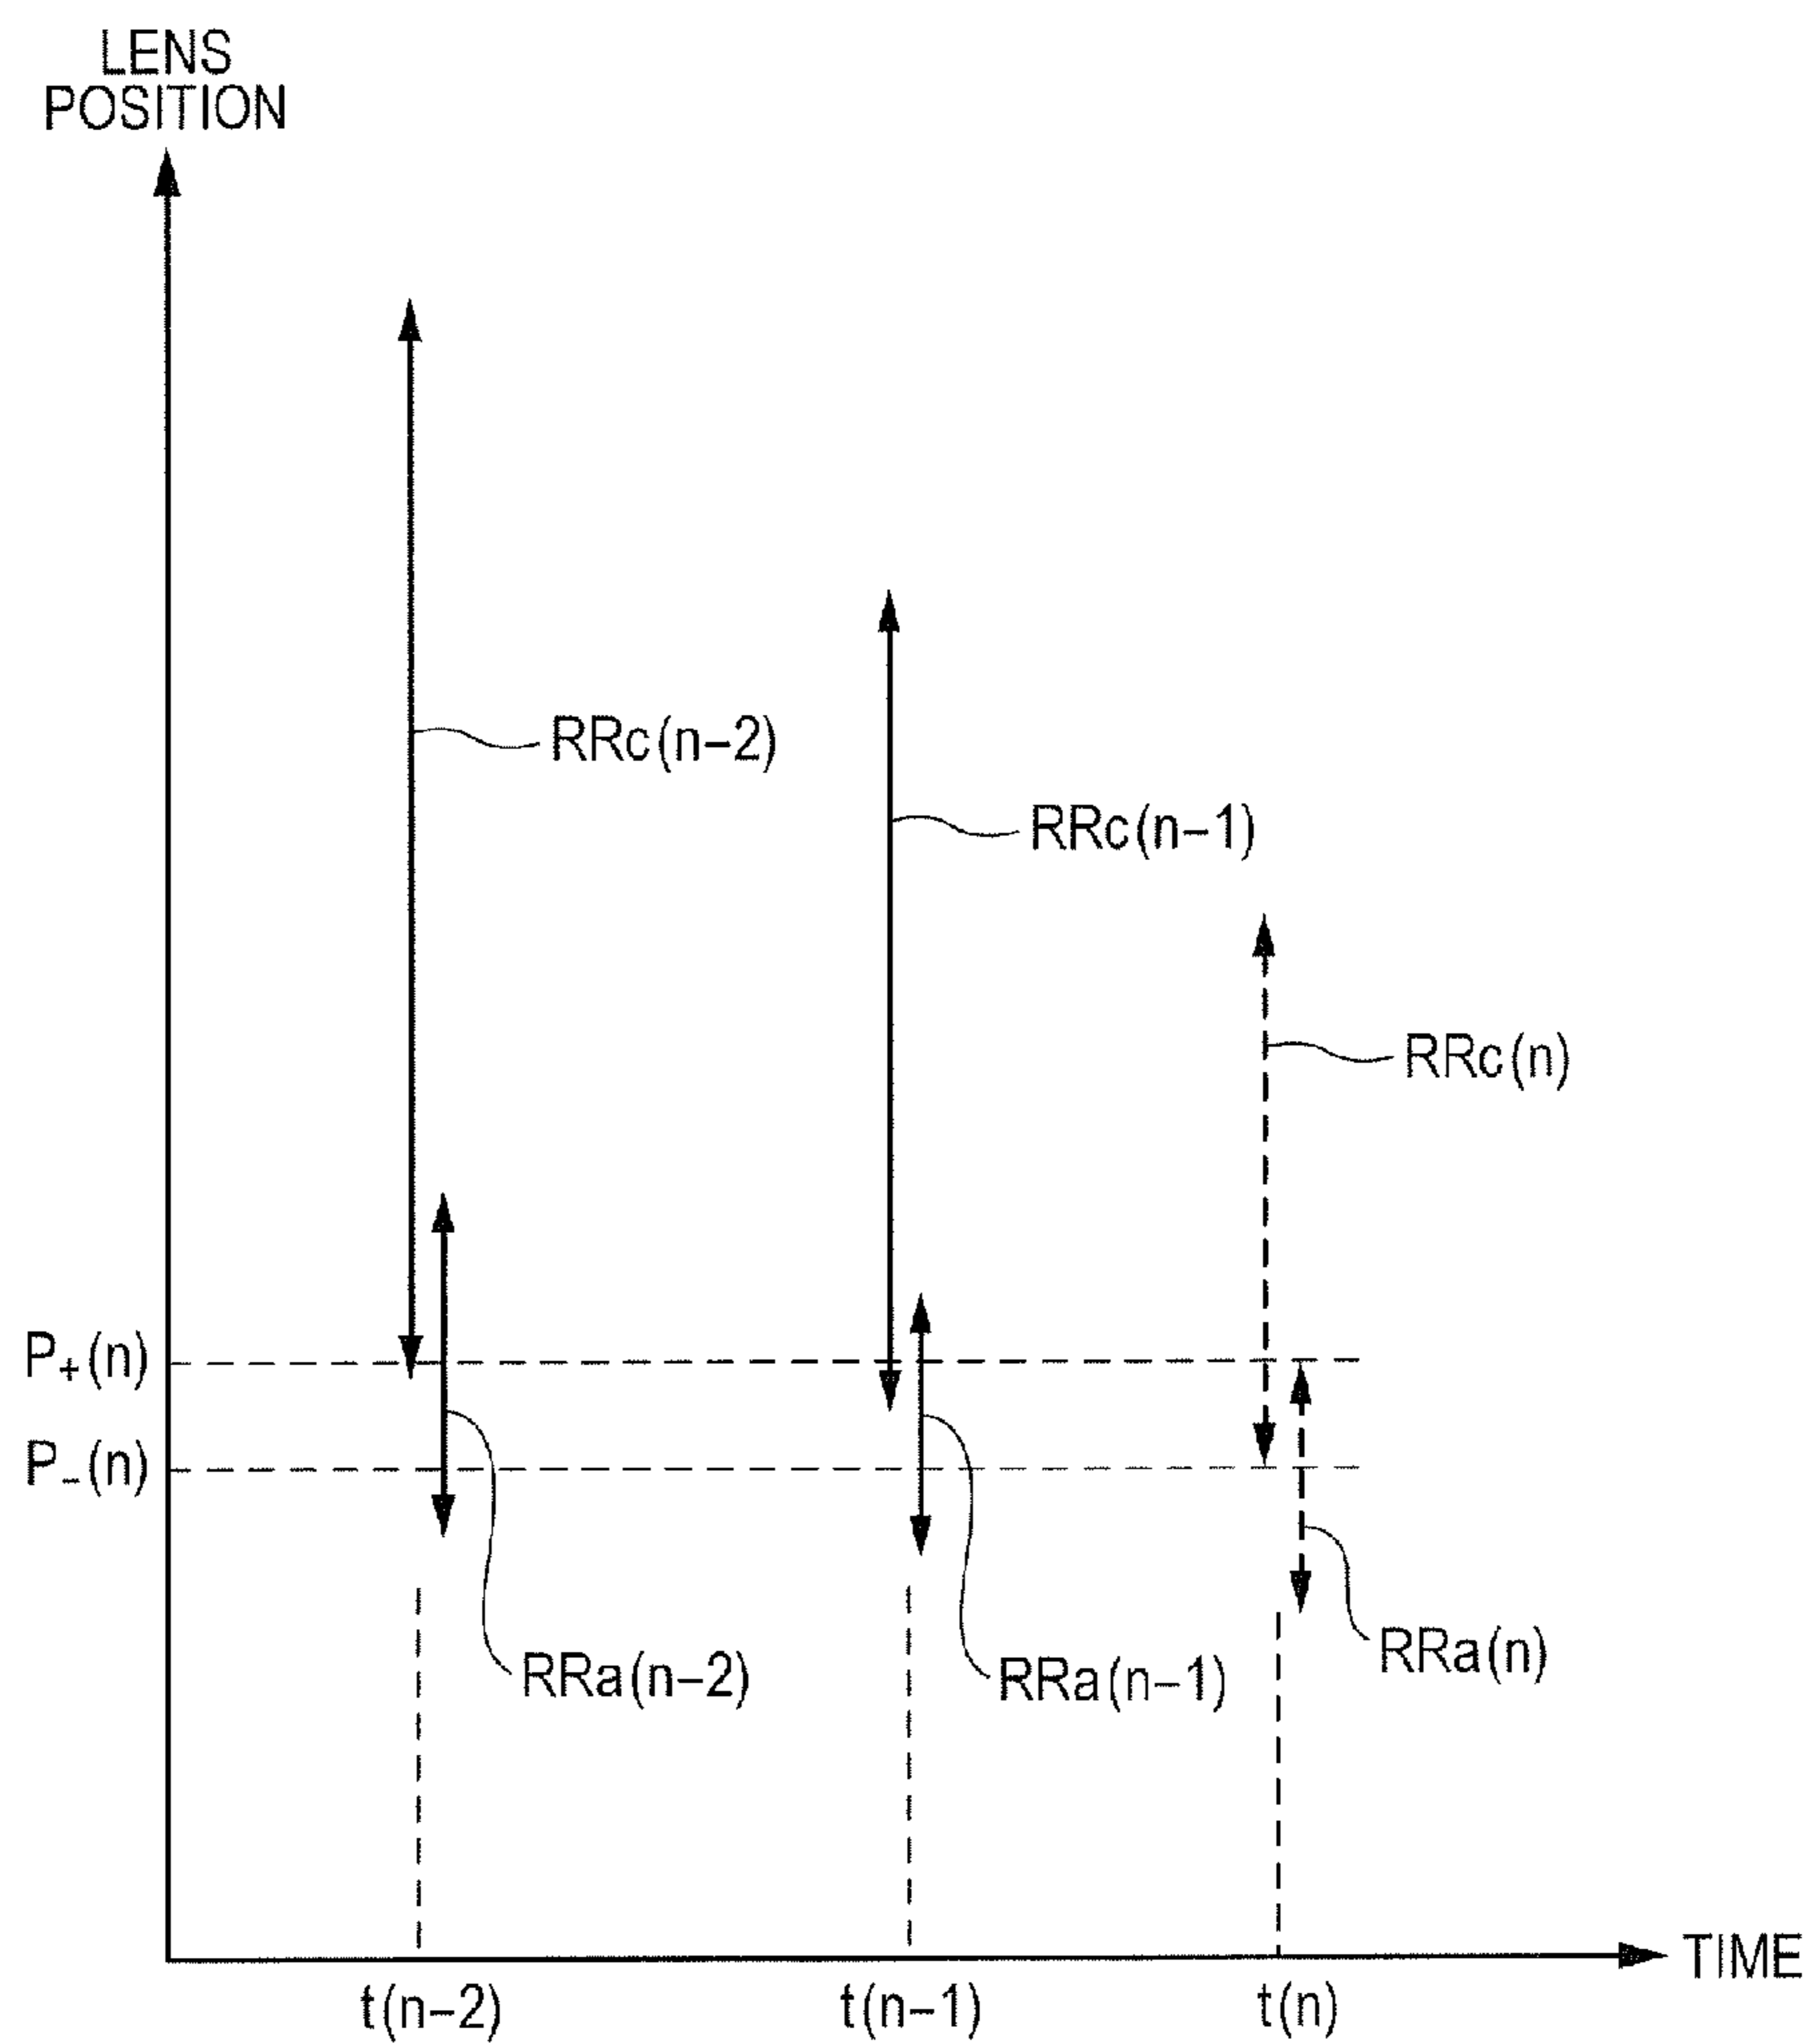 LENS
POSITION
RRc(n−2)
RRc(n−1)
RRc(n)
P+(n)
P−(n)
RRa(n−2)
RRa(n−1)
RRa(n)
TIME
t(n−2)
t(n−1)
t(n)